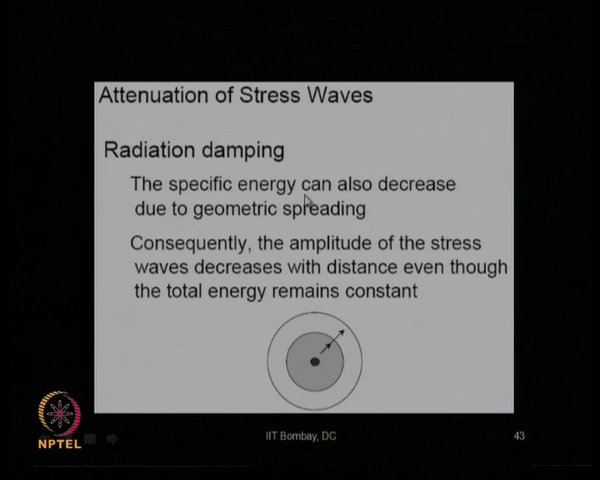 Attenuation of Stress Waves
Radiation damping
The specific energy can also decrease
due to geometric spreading
Consequently, the amplitude of the stress
waves decreases with distance even though
the total energy remains constant
NPTEL
IIT Bombay, DC
43